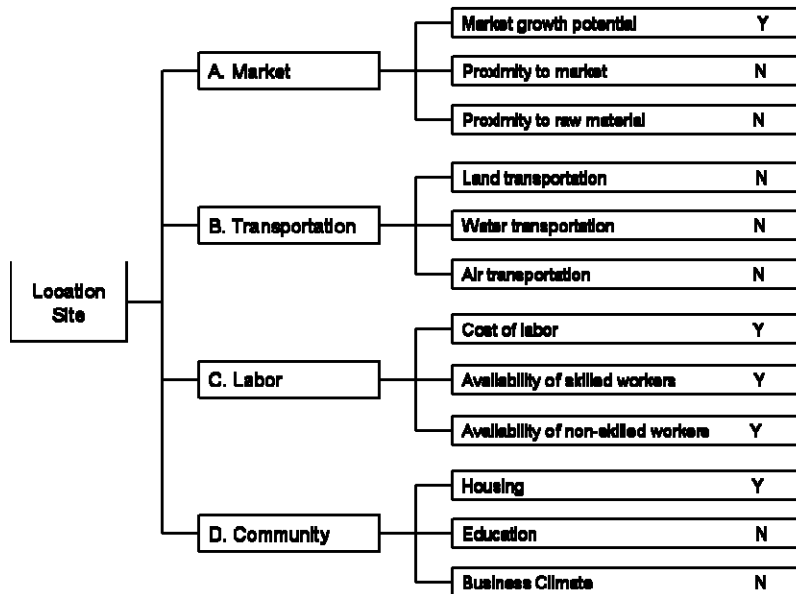 Location
Site
A. Market
Market growth potential Y
Proximity to market N
Proximity to raw material N
B. Transportation
Land transportation N
Water transportation N
Air transportation N
C. Labor
Cost of labor Y
Availability of skilled workers Y
Availability of non-skilled workers Y
D. Community
Housing Y
Education N
Business Climate N